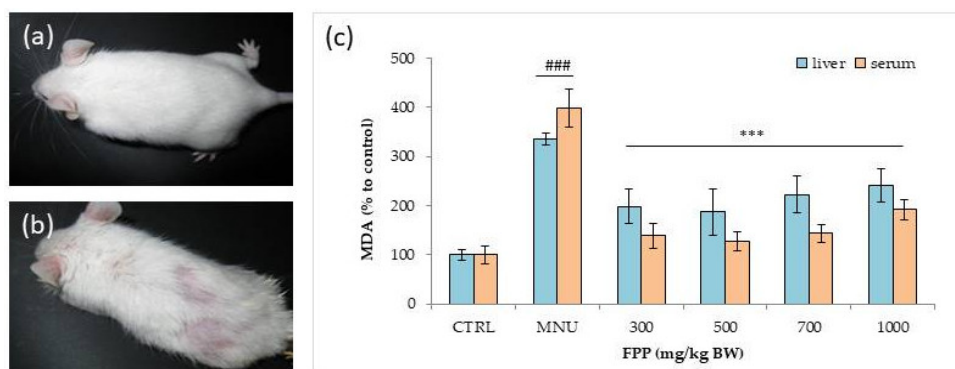 (a)
(b)
(c)
500
400
300
200
100
0
MDA (% to control)
###
***
liver serum
CTRL MNU 300 500 700 1000
FPP (mg/kg BW)